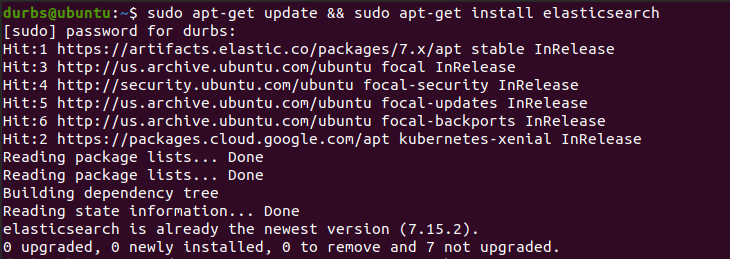 durbs@ubuntu:~$ sudo apt-get update && sudo apt-get install elasticsearch
[sudo] password for durbs:
Hit:1 https://artifacts.elastic.co/packages/7.x/apt stable InRelease
Hit:3 http://us.archive.ubuntu.com/ubuntu focal InRelease
Hit:4 http://security.ubuntu.com/ubuntu focal-security InRelease
Hit:5 http://us.archive.ubuntu.com/ubuntu focal-updates InRelease
Hit:6 http://us.archive.ubuntu.com/ubuntu focal-backports InRelease
Hit:2 https://packages.cloud.google.com/apt kubernetes-xenial InRelease
Reading package lists... Done
Reading package lists... Done
Building dependency tree
Reading state information... Done
elasticsearch is already the newest version (7.15.2).
0 upgraded, 0 newly installed, 0 to remove and 7 not upgraded.